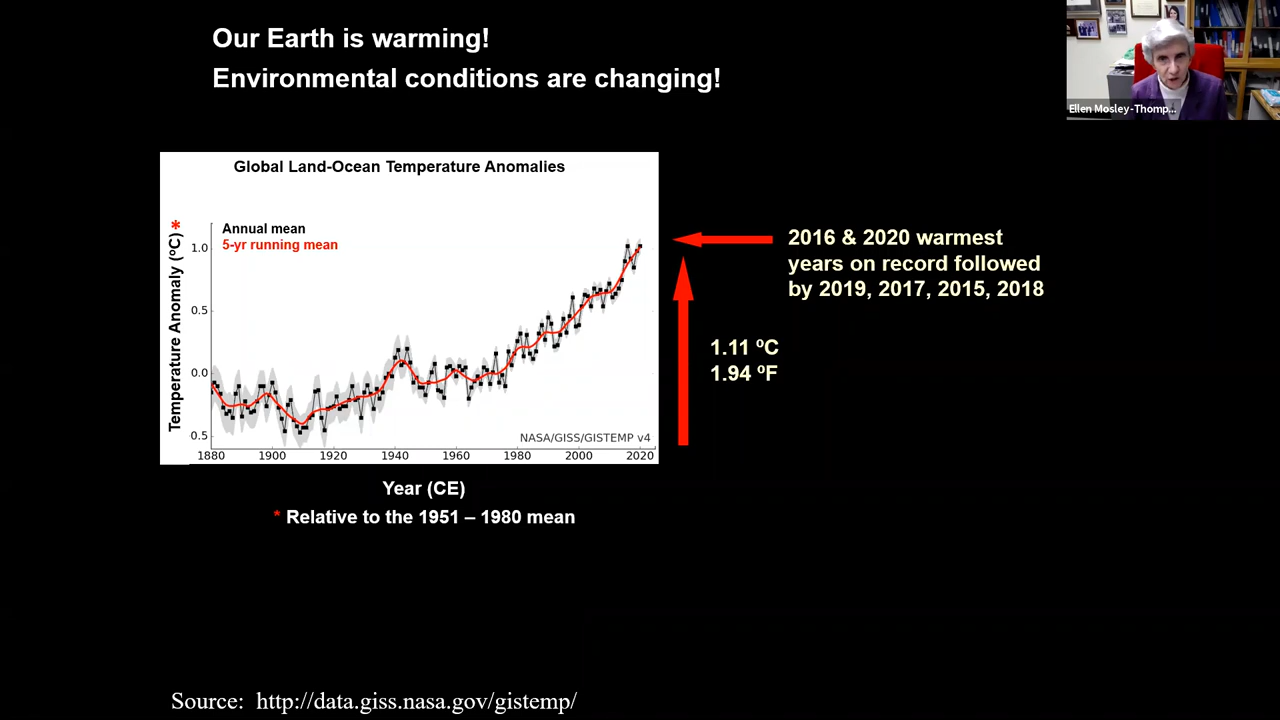 Our Earth is warming!
Environmental conditions are changing!
Ellen Mosley-Thomp...
Global Land-Ocean Temperature Anomalies
Temperature Anomaly (ºC) *
Annual mean
5-yr running mean
1.0
0.5
0.0
0.5
NASA/GISS/GISTEMP v4
1880 1900 1920 1940 1960 1980 2000 2020
Year (CE)
* Relative to the 1951 – 1980 mean
2016 & 2020 warmest
years on record followed
by 2019, 2017, 2015, 2018
1.11 ºC
1.94 ºF
Source: http://data.giss.nasa.gov/gistemp/